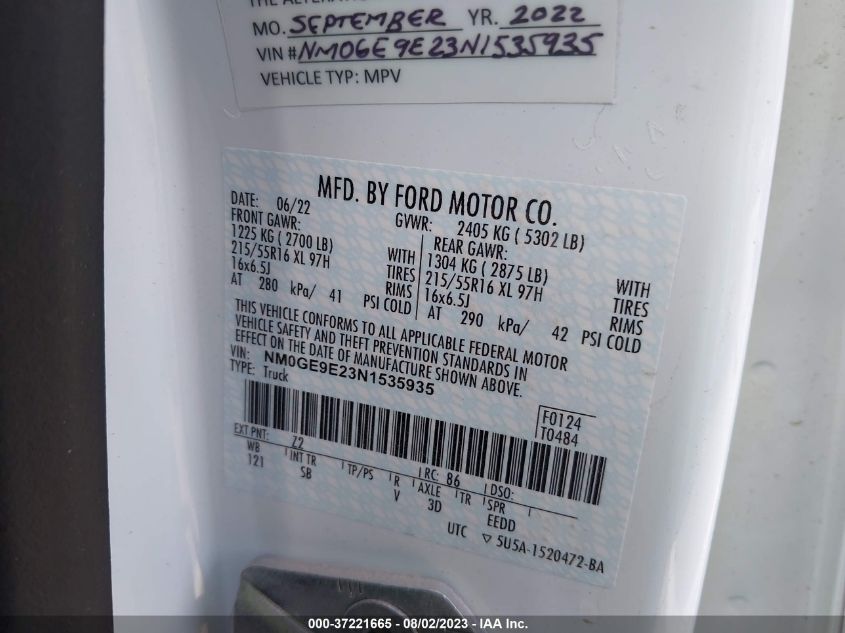 THE ALTERATION
MO. SEPTEMBER YR. 2022
VIN # NM0GE9E23N1535935
VEHICLE TYP: MPV
MFD. BY FORD MOTOR CO.
DATE: 06/22 GVWR: 2405 KG ( 5302 LB)
FRONT GAWR: REAR GAWR:
1225 KG ( 2700 LB) WITH 1304 KG ( 2875 LB) WITH
215/55R16 XL 97H TIRES 215/55R16 XL 97H TIRES
16x6.5J RIMS 16x6.5J RIMS
AT 280 kPa/ 41 PSI COLD AT 290 kPa/ 42 PSI COLD
THIS VEHICLE CONFORMS TO ALL APPLICABLE FEDERAL MOTOR
VEHICLE SAFETY AND THEFT PREVENTION STANDARDS IN
EFFECT ON THE DATE OF MANUFACTURE SHOWN ABOVE.
VIN: NM0GE9E23N1535935
TYPE: Truck
F0124
T0484
EXT PNT: Z2 RC: 86 DSO:
WB INT TR TP/PS R AXLE TR SPR
121 SB V 3D EEDD
UTC ▽ 5U5A-1520472-BA
000-37221665 - 08/02/2023 - IAA Inc.